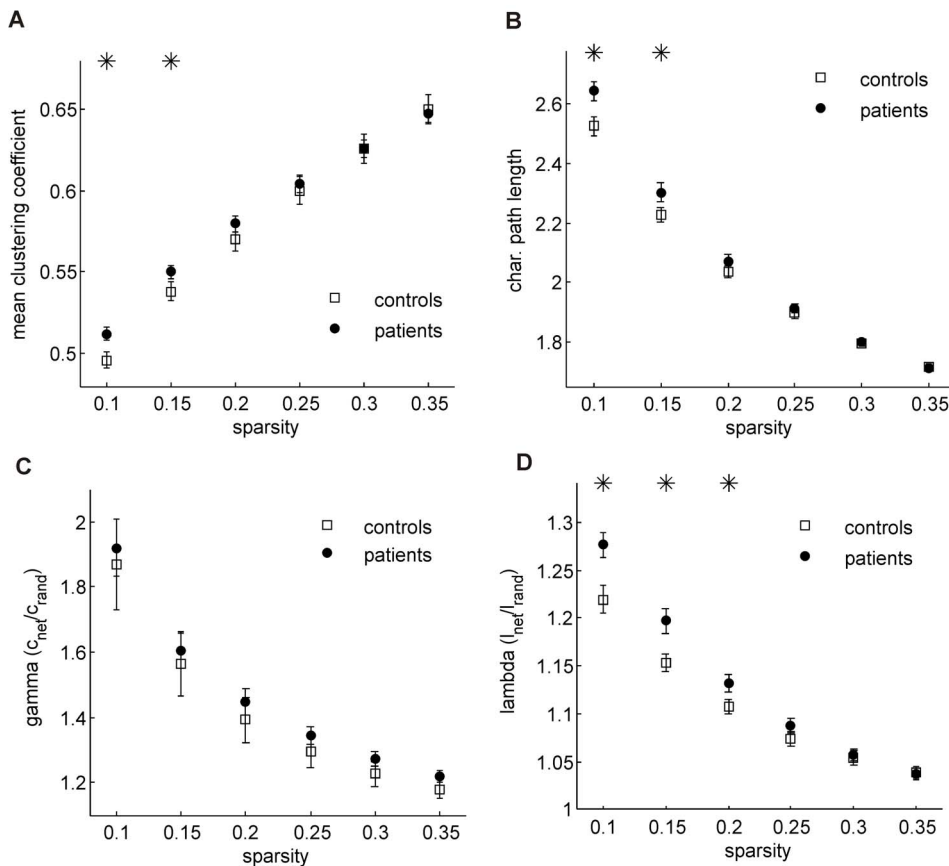 A
mean clustering coefficient
0.65
0.6
0.55
0.5
controls
patients
0.1 0.15 0.2 0.25 0.3 0.35
sparsity
B
char. path length
2.6
2.4
2.2
2
1.8
controls
patients
0.1 0.15 0.2 0.25 0.3 0.35
sparsity
C
gamma (c_net/c_rand)
2
1.8
1.6
1.4
1.2
controls
patients
0.1 0.15 0.2 0.25 0.3 0.35
sparsity
D
lambda (l_net/l_rand)
1.3
1.25
1.2
1.15
1.1
1.05
1
controls
patients
0.1 0.15 0.2 0.25 0.3 0.35
sparsity